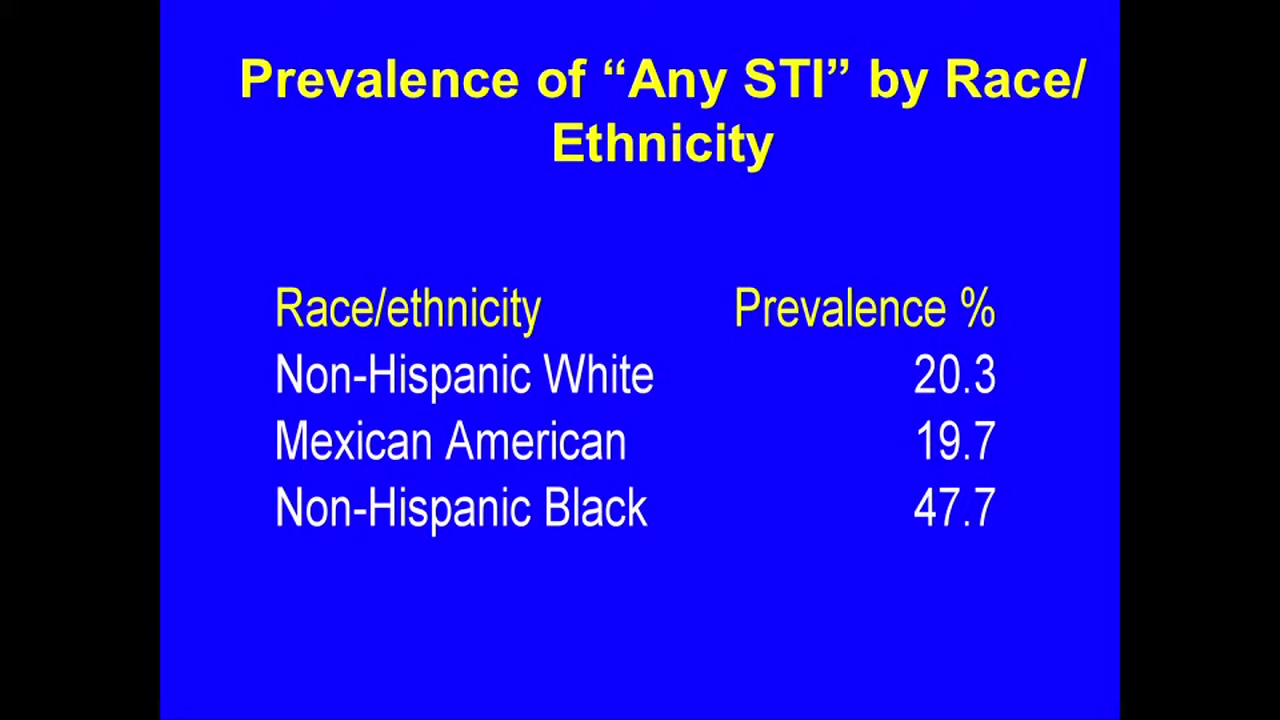 Prevalence of “Any STI” by Race/
Ethnicity
Race/ethnicity Prevalence %
Non-Hispanic White 20.3
Mexican American 19.7
Non-Hispanic Black 47.7